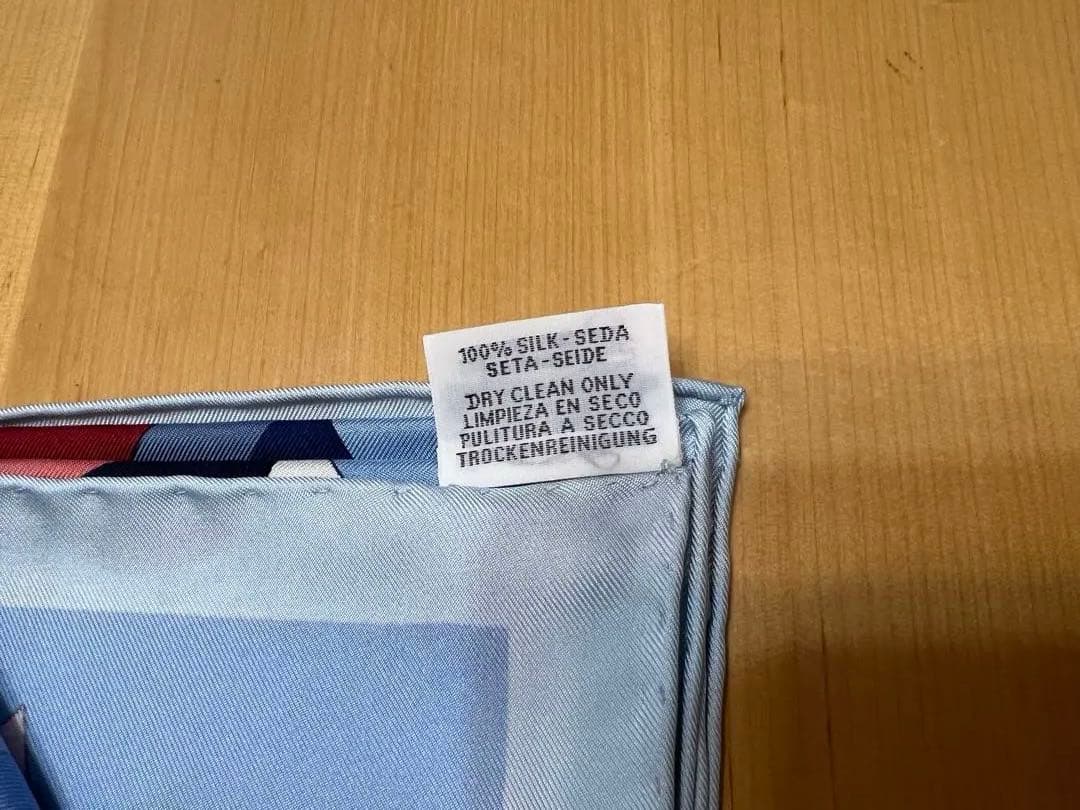 100% SILK - SEDA
SETA - SEIDE
DRY CLEAN ONLY
LIMPIEZA EN SECO
PULITURA A SECCO
TROCKENREINIGUNG